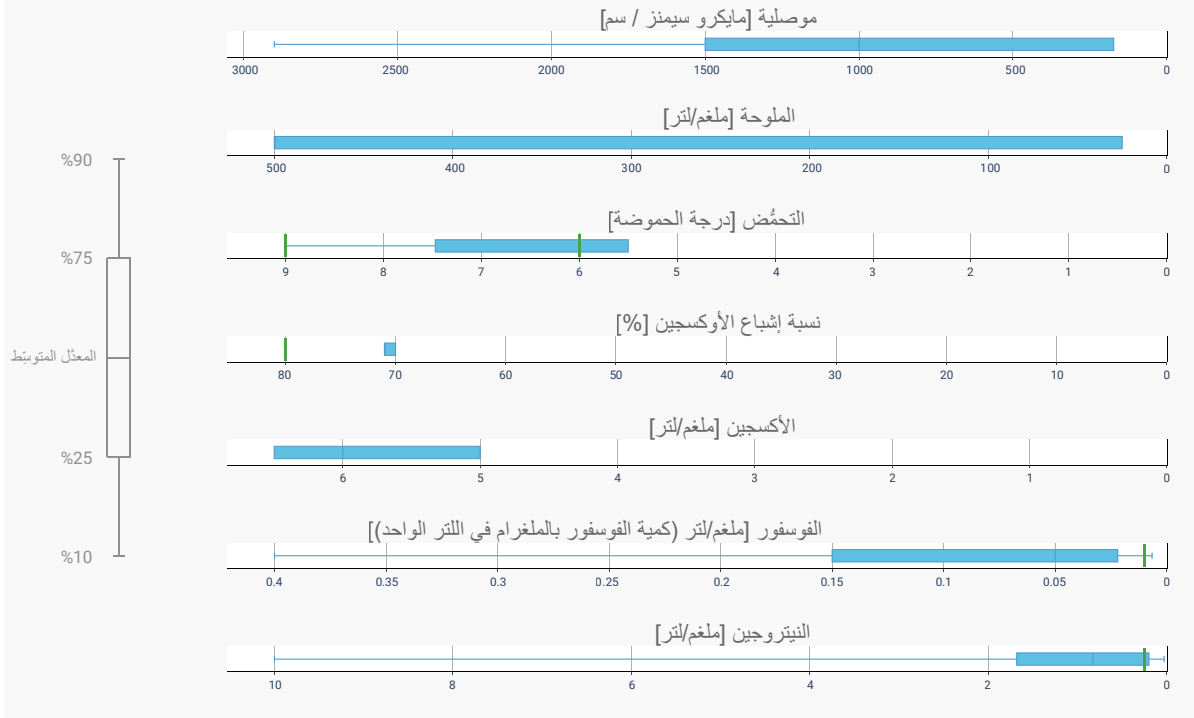 موصلية [مايكرو سيمنز / سم]
3000 2500 2000 1500 1000 500 0
الملوحة [ملغم/لتر]
500 400 300 200 100 0
التحمُّض [درجة الحموضة]
9 8 7 6 5 4 3 2 1 0
نسبة إشباع الأوكسجين [%]
80 70 60 50 40 30 20 10 0
الأكسجين [ملغم/لتر]
6 5 4 3 2 1 0
الفوسفور [ملغم/لتر (كمية الفوسفور بالملغرام في اللتر الواحد)]
0.4 0.35 0.3 0.25 0.2 0.15 0.1 0.05 0
النيتروجين [ملغم/لتر]
10 8 6 4 2 0
%90
%75
المعدَّل المتوسِّط
%25
%10